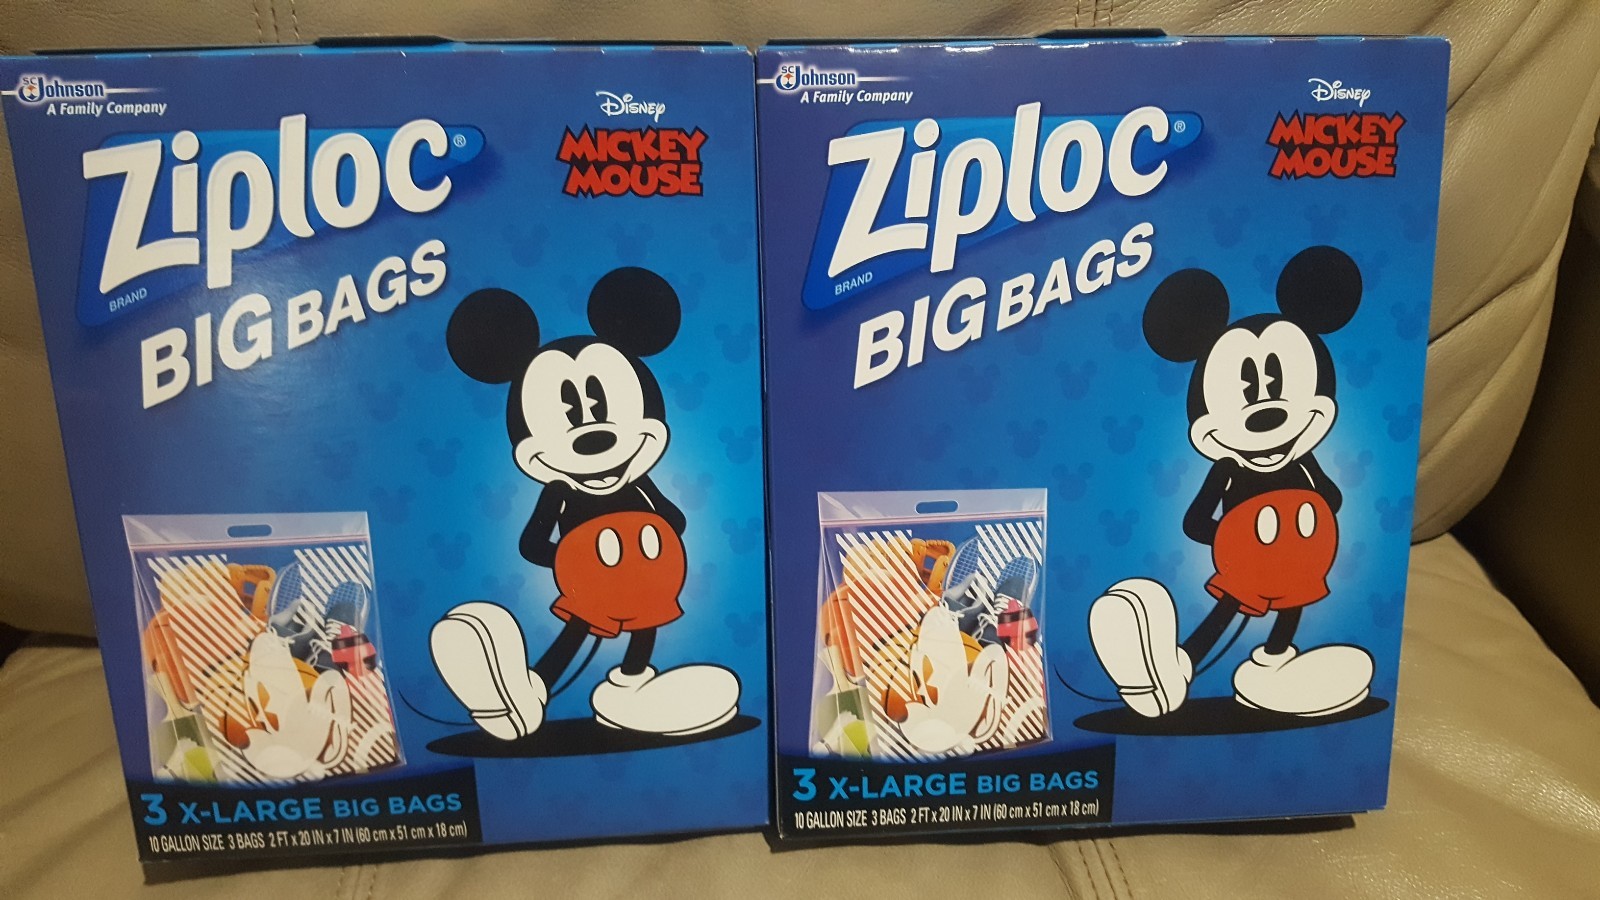 SC Johnson
A Family Company
Disney
MICKEY
MOUSE
Ziploc®
BRAND
BIG BAGS
3 X-LARGE BIG BAGS
10 GALLON SIZE 3 BAGS 2 FT x 20 IN x 7 IN (60 cm x 51 cm x 18 cm)
SC Johnson
A Family Company
Disney
MICKEY
MOUSE
Ziploc®
BRAND
BIG BAGS
3 X-LARGE BIG BAGS
10 GALLON SIZE 3 BAGS 2 FT x 20 IN x 7 IN (60 cm x 51 cm x 18 cm)